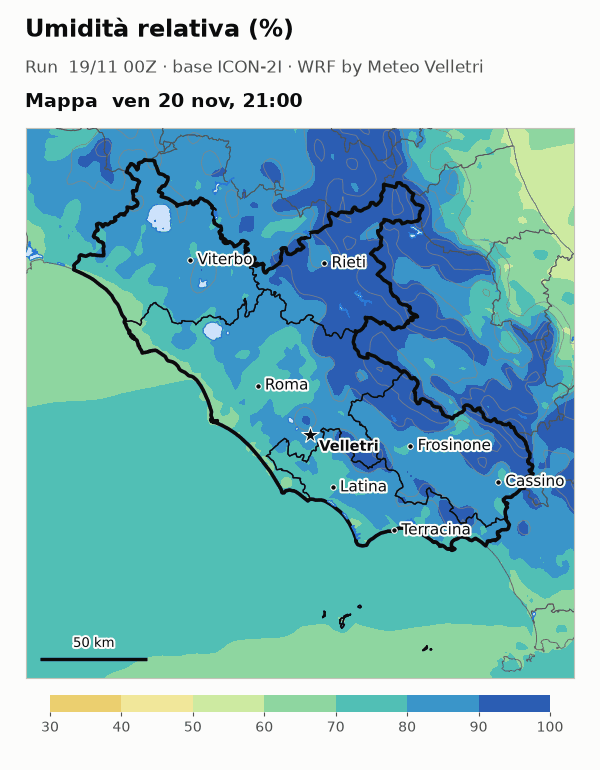 Umidità relativa (%)
Run  19/11 00Z · base ICON-2I · WRF by Meteo Velletri
Mappa  ven 20 nov, 21:00
Viterbo
Rieti
Roma
Velletri
Frosinone
Latina
Cassino
Terracina
50 km
30 40 50 60 70 80 90 100